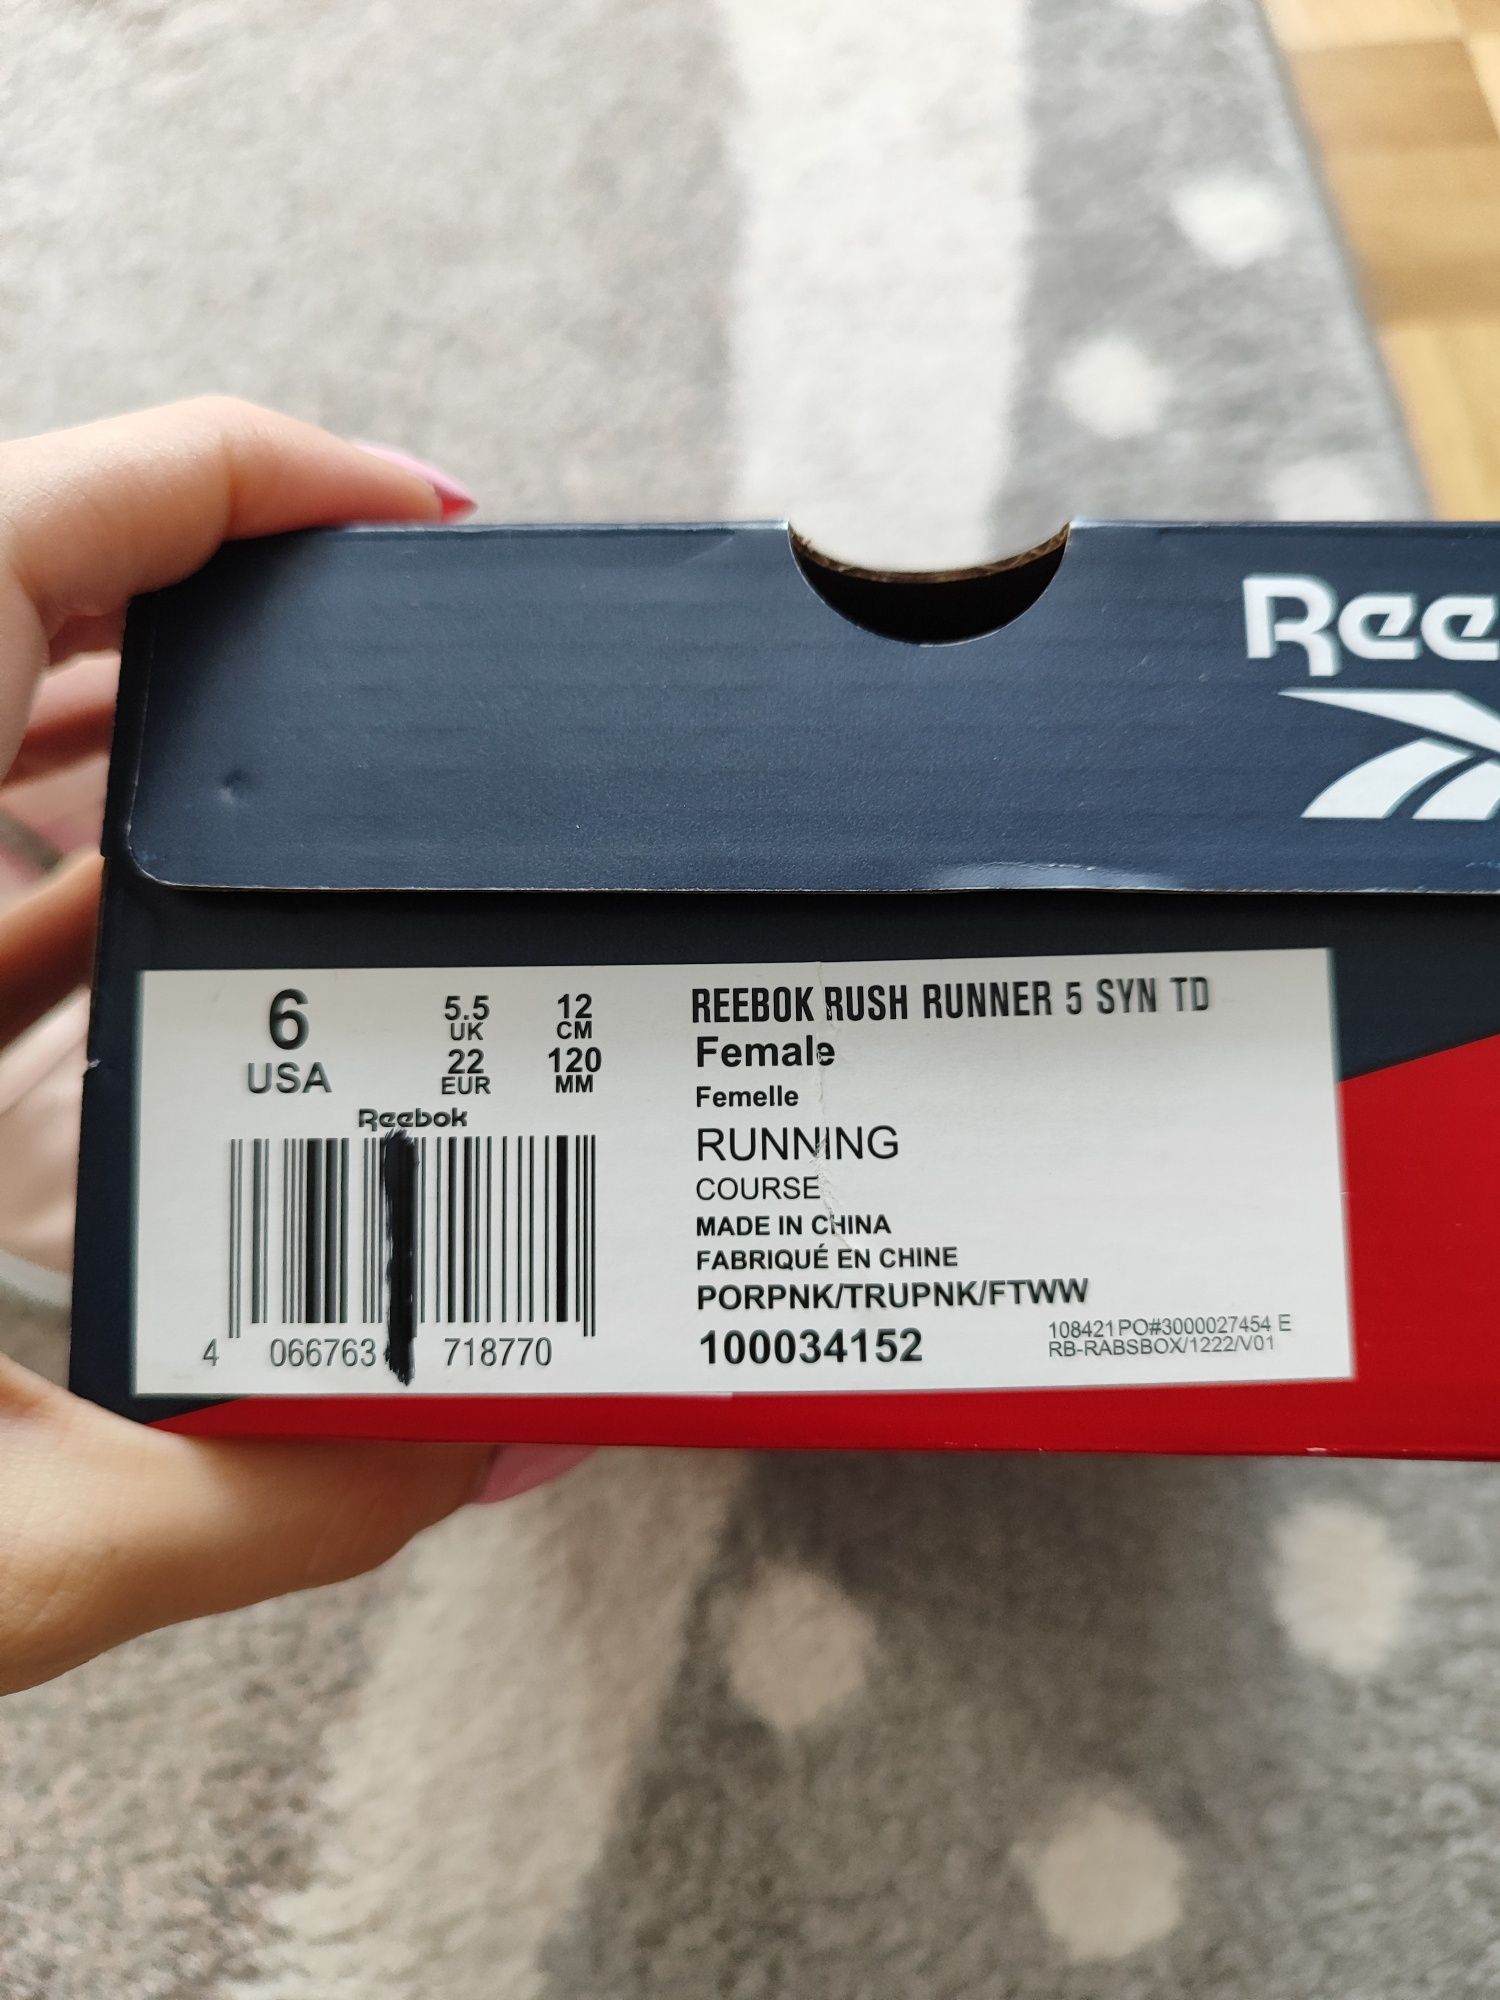 Ree
6
USA
5.5
UK
22
EUR
12
CM
120
MM
Reebok
4 066763 718770
REEBOK RUSH RUNNER 5 SYN TD
Female
Femelle
RUNNING
COURSE
MADE IN CHINA
FABRIQUÉ EN CHINE
PORPNK/TRUPNK/FTWW
100034152
108421 PO#3000027454 E
RB-RABSBOX/1222/V01